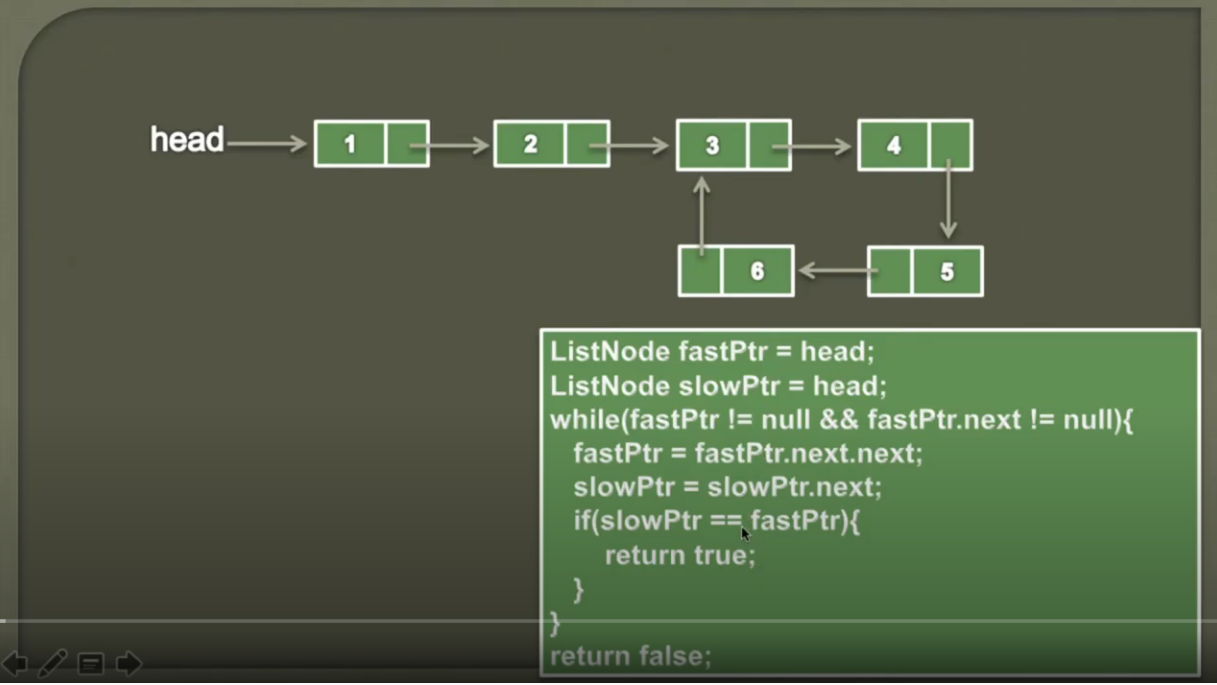 head 1 2 3 4
6 5
ListNode fastPtr = head;
ListNode slowPtr = head;
while(fastPtr != null && fastPtr.next != null){
fastPtr = fastPtr.next.next;
slowPtr = slowPtr.next;
if(slowPtr == fastPtr){
return true;
}
}
return false;